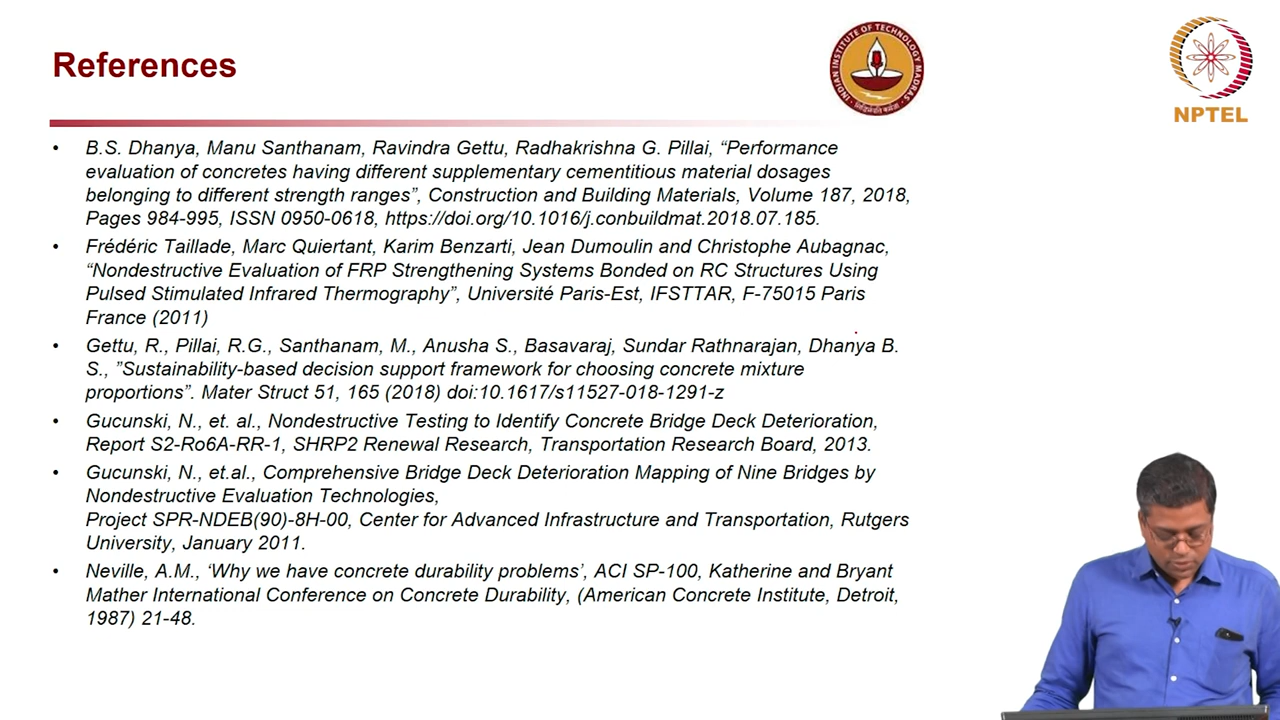 References
INDIAN INSTITUTE OF TECHNOLOGY MADRAS
NPTEL
• B.S. Dhanya, Manu Santhanam, Ravindra Gettu, Radhakrishna G. Pillai, “Performance
evaluation of concretes having different supplementary cementitious material dosages
belonging to different strength ranges”, Construction and Building Materials, Volume 187, 2018,
Pages 984-995, ISSN 0950-0618, https://doi.org/10.1016/j.conbuildmat.2018.07.185.
• Frédéric Taillade, Marc Quiertant, Karim Benzarti, Jean Dumoulin and Christophe Aubagnac,
“Nondestructive Evaluation of FRP Strengthening Systems Bonded on RC Structures Using
Pulsed Stimulated Infrared Thermography”, Université Paris-Est, IFSTTAR, F-75015 Paris
France (2011)
• Gettu, R., Pillai, R.G., Santhanam, M., Anusha S., Basavaraj, Sundar Rathnarajan, Dhanya B.
S., ”Sustainability-based decision support framework for choosing concrete mixture
proportions”. Mater Struct 51, 165 (2018) doi:10.1617/s11527-018-1291-z
• Gucunski, N., et. al., Nondestructive Testing to Identify Concrete Bridge Deck Deterioration,
Report S2-Ro6A-RR-1, SHRP2 Renewal Research, Transportation Research Board, 2013.
• Gucunski, N., et.al., Comprehensive Bridge Deck Deterioration Mapping of Nine Bridges by
Nondestructive Evaluation Technologies,
Project SPR-NDEB(90)-8H-00, Center for Advanced Infrastructure and Transportation, Rutgers
University, January 2011.
• Neville, A.M., ‘Why we have concrete durability problems’, ACI SP-100, Katherine and Bryant
Mather International Conference on Concrete Durability, (American Concrete Institute, Detroit,
1987) 21-48.